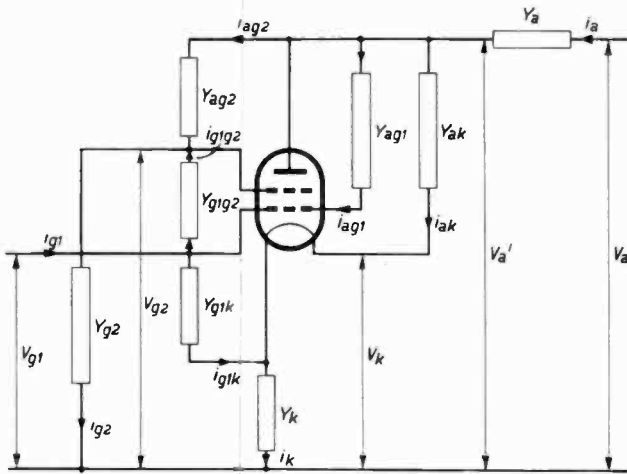 iag2
Ya
ia
Yag2
Yag1
Yak
ig1g2
Yg1g2
iag1
iak
ig1
Va'
Va
Yg2
Vg2
Yg1k
Vg1
Vk
ig1k
Yk
ig2
ik